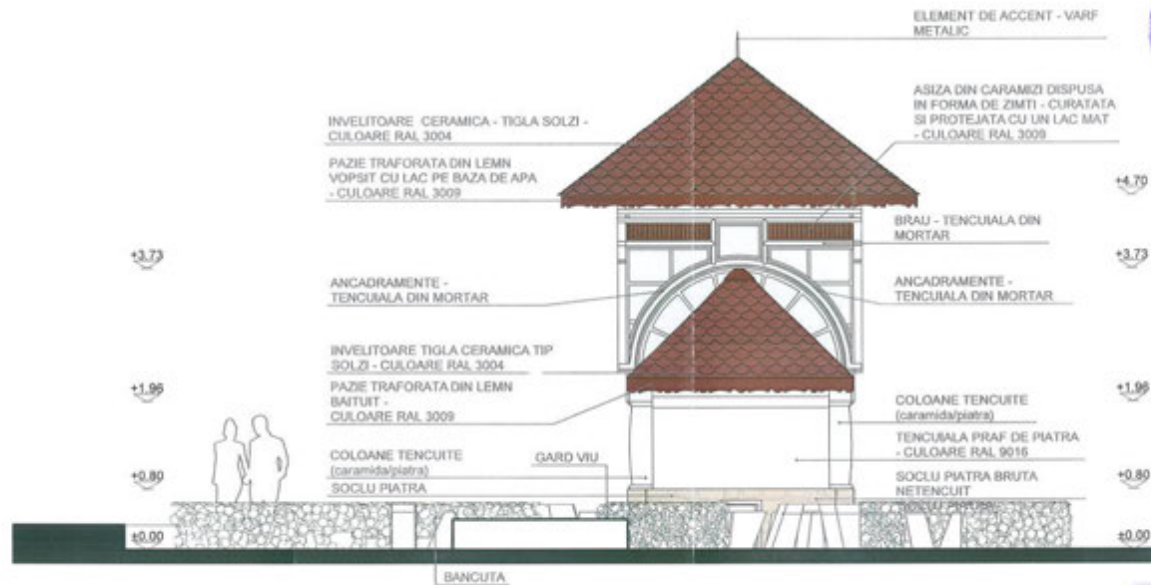 ELEMENT DE ACCENT - VARF
METALIC
INVELITOARE CERAMICA - TIGLA SOLZI -
CULOARE RAL 3004
ASIZA DIN CARAMIZI DISPUSA
IN FORMA DE ZIMTI - CURATATA
SI PROTEJATA CU UN LAC MAT
- CULOARE RAL 3009
PAZIE TRAFORATA DIN LEMN
VOPSIT CU LAC PE BAZA DE APA
- CULOARE RAL 3009
+4.70
BRAU - TENCUIALA DIN
MORTAR
+3.73
+3.73
ANCADRAMENTE -
TENCUIALA DIN MORTAR
ANCADRAMENTE -
TENCUIALA DIN MORTAR
INVELITOARE TIGLA CERAMICA TIP
SOLZI - CULOARE RAL 3004
PAZIE TRAFORATA DIN LEMN
BAITUIT -
CULOARE RAL 3009
+1.96
+1.96
COLOANE TENCUITE
(caramida/piatra)
TENCUIALA PRAF DE PIATRA
- CULOARE RAL 9016
COLOANE TENCUITE
(caramida/piatra)
GARD VIU
SOCLU PIATRA
SOCLU PIATRA BRUTA
NETENCUIT
+0.80
+0.80
±0.00
±0.00
BANCUTA